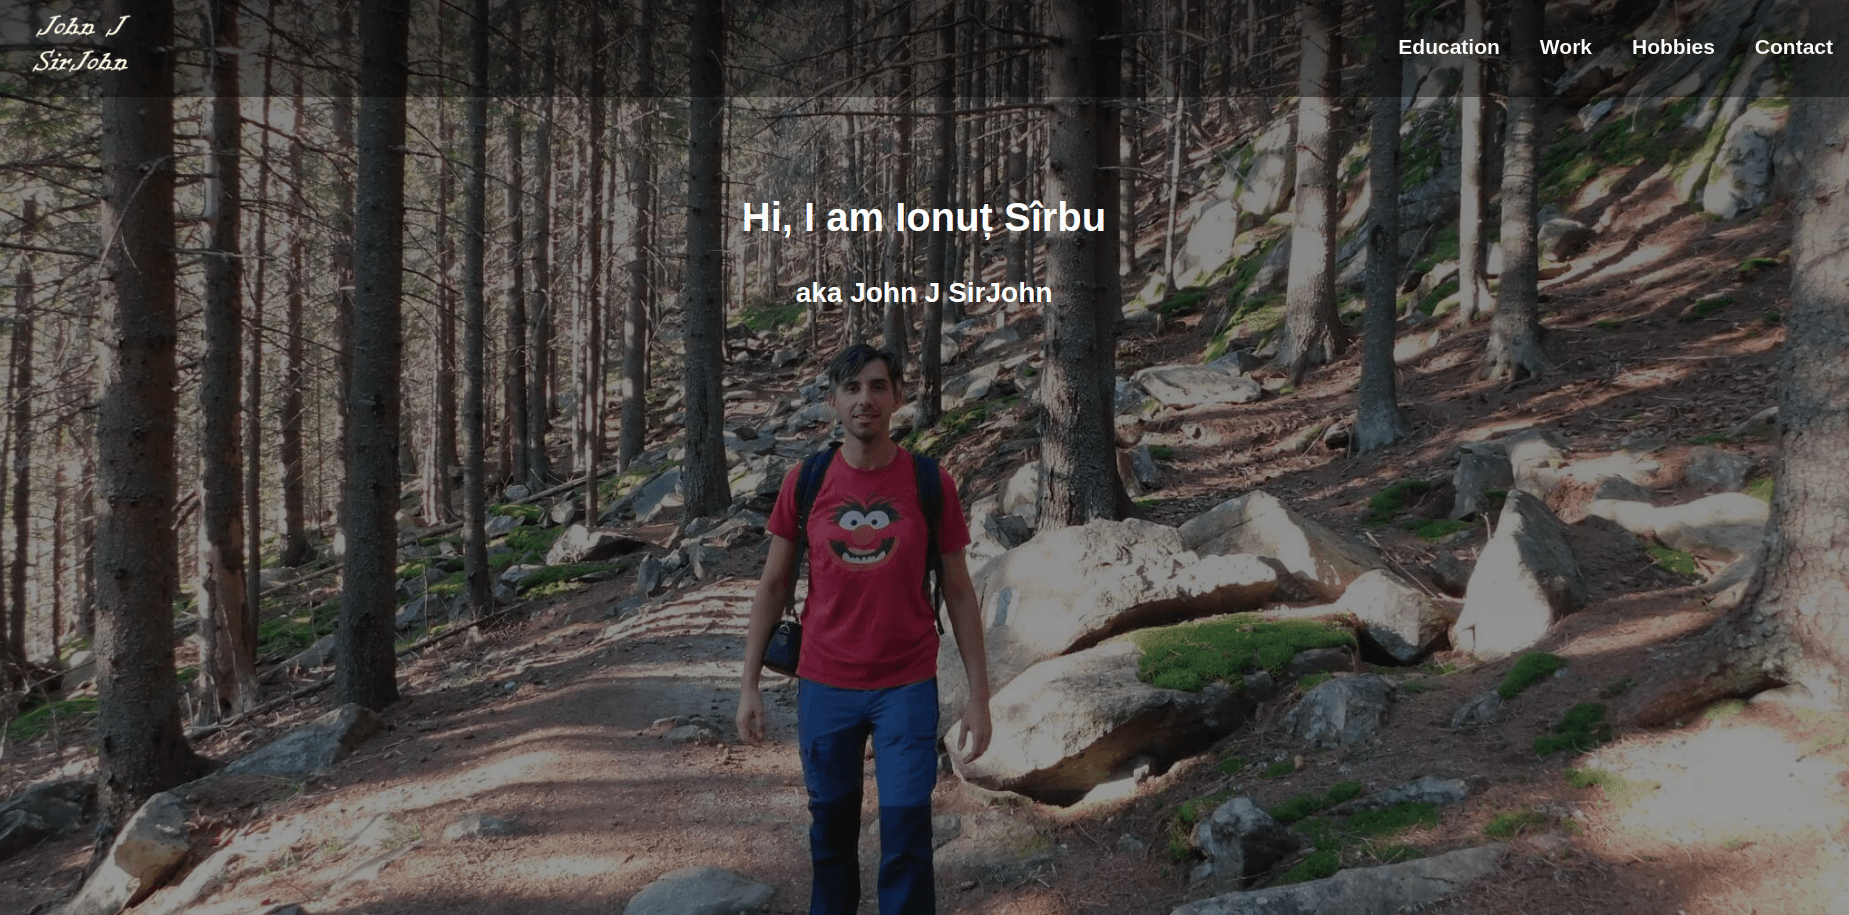 John J
SirJohn
Education
Work
Hobbies
Contact
Hi, I am Ionuț Sîrbu
aka John J SirJohn